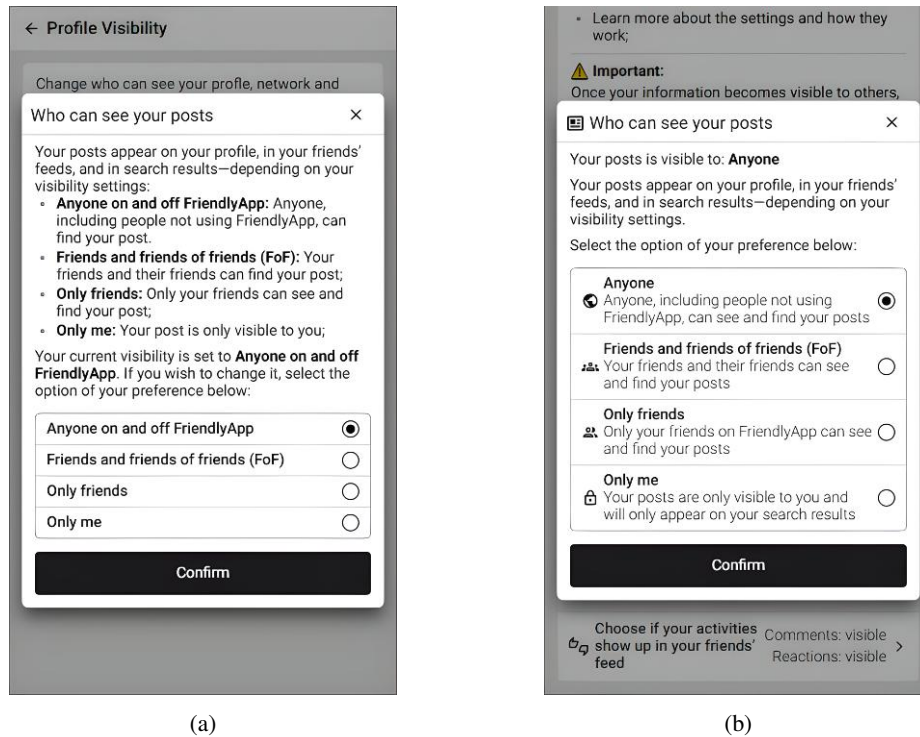 ← Profile Visibility
Change who can see your profle, network and
Who can see your posts ×
Your posts appear on your profile, in your friends'
feeds, and in search results—depending on your
visibility settings:
Anyone on and off FriendlyApp: Anyone,
including people not using FriendlyApp, can
find your post.
Friends and friends of friends (FoF): Your
friends and their friends can find your post;
Only friends: Only your friends can see and
find your post;
Only me: Your post is only visible to you;
Your current visibility is set to Anyone on and off
FriendlyApp. If you wish to change it, select the
option of your preference below:
Anyone on and off FriendlyApp
Friends and friends of friends (FoF)
Only friends
Only me
Confirm
(a)
Learn more about the settings and how they
work;
Important:
Once your information becomes visible to others,
Who can see your posts ×
Your posts is visible to: Anyone
Your posts appear on your profile, in your friends'
feeds, and in search results—depending on your
visibility settings.
Select the option of your preference below:
Anyone
Anyone, including people not using
FriendlyApp, can see and find your posts
Friends and friends of friends (FoF)
Your friends and their friends can see
and find your posts
Only friends
Only your friends on FriendlyApp can see
and find your posts
Only me
Your posts are only visible to you and
will only appear on your search results
Confirm
Choose if your activities
show up in your friends'
feed
Comments: visible
Reactions: visible
(b)